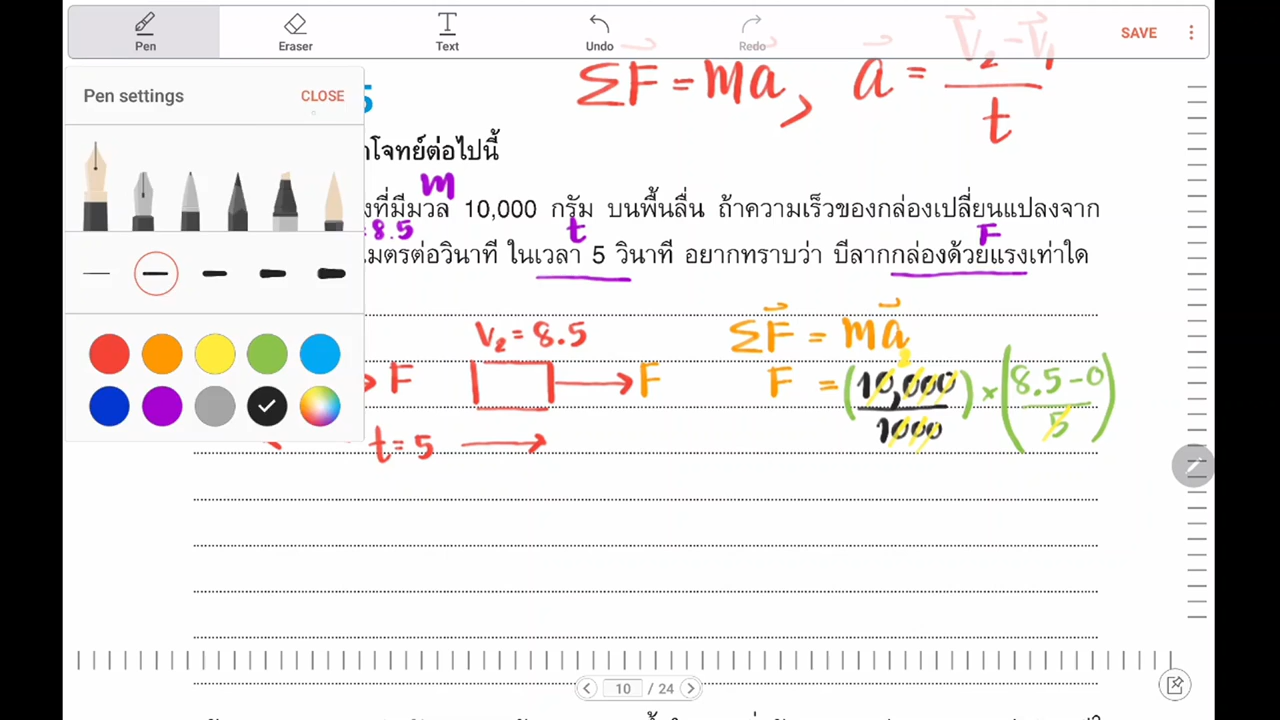 Pen Eraser Text Undo Redo SAVE
Pen settings CLOSE
ΣF = ma, a = V₂ - V₁ / t
5
โจทย์ต่อไปนี้
m
ที่มีมวล 10,000 กรัม บนพื้นลื่น ถ้าความเร็วของกล่องเปลี่ยนแปลงจาก
= 8.5 t F
เมตรต่อวินาที ในเวลา 5 วินาที อยากทราบว่า บีลากกล่องด้วยแรงเท่าใด
V₂ = 8.5 ΣF = ma
F F F = (10,000 / 1000) × (8.5 - 0 / 5)
t = 5
10 / 24